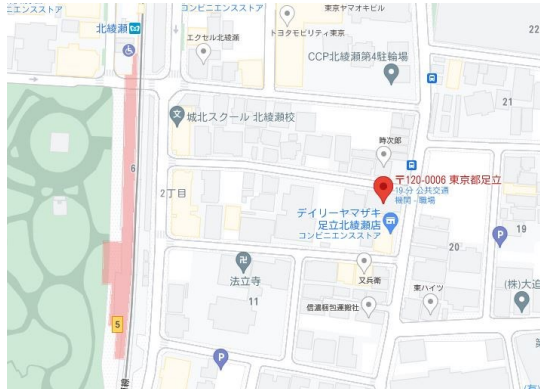 コンビニエンスストア
コンビニエンスストア
東京ヤマオキビル
北綾瀬
エクセル北綾瀬
トヨタモビリティ東京
22
CCP北綾瀬第4駐輪場
21
城北スクール 北綾瀬校
時次郎
6
2丁目
〒120-0006 東京都足立
19 分 公共交通
機関 - 職場
デイリーヤマザキ
足立北綾瀬店
コンビニエンスストア
19
20
法立寺
又兵衛
11
信濃梱包運搬社
東ハイツ
(株)大迫
5